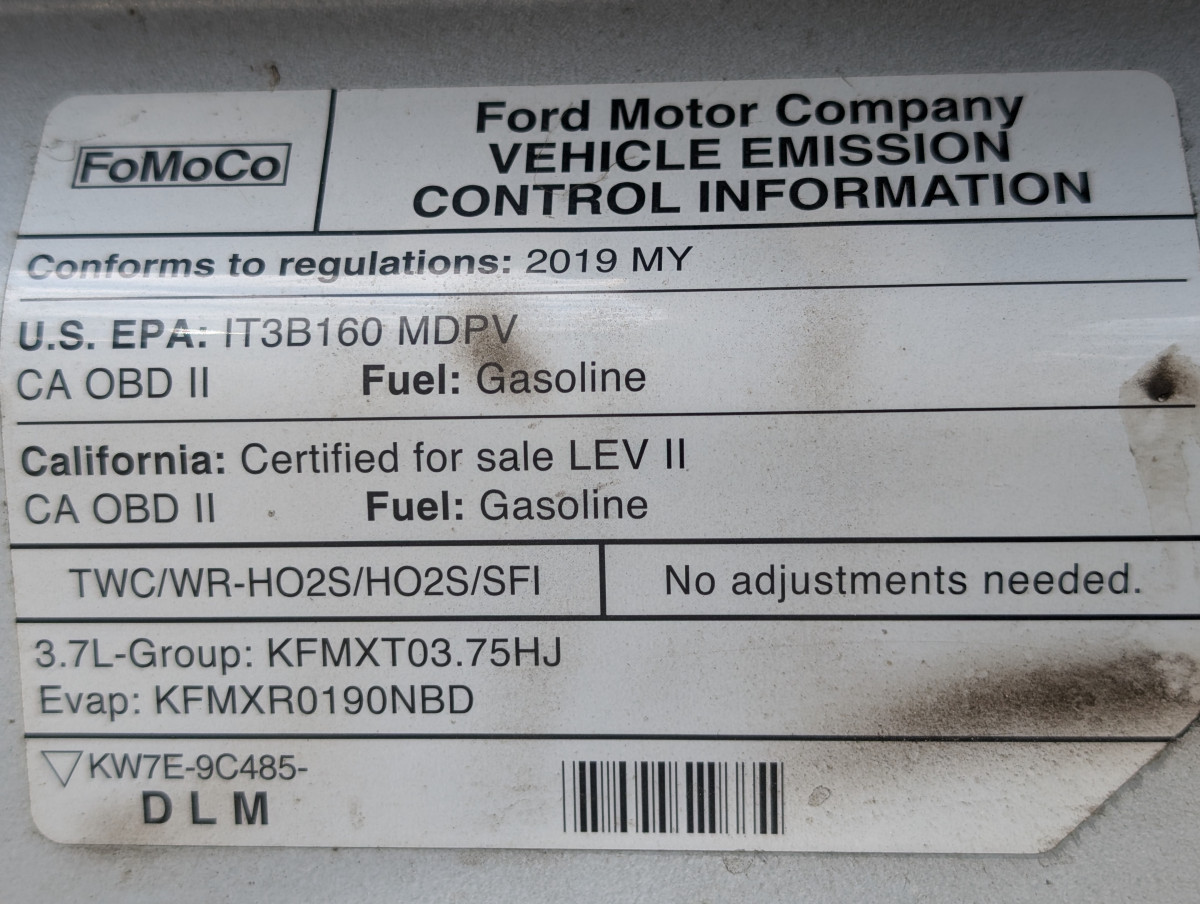 FoMoCo
Ford Motor Company
VEHICLE EMISSION
CONTROL INFORMATION
Conforms to regulations: 2019 MY
U.S. EPA: IT3B160 MDPV
CA OBD II Fuel: Gasoline
California: Certified for sale LEV II
CA OBD II Fuel: Gasoline
TWC/WR-HO2S/HO2S/SFI
No adjustments needed.
3.7L-Group: KFMXT03.75HJ
Evap: KFMXR0190NBD
KW7E-9C485-
D L M